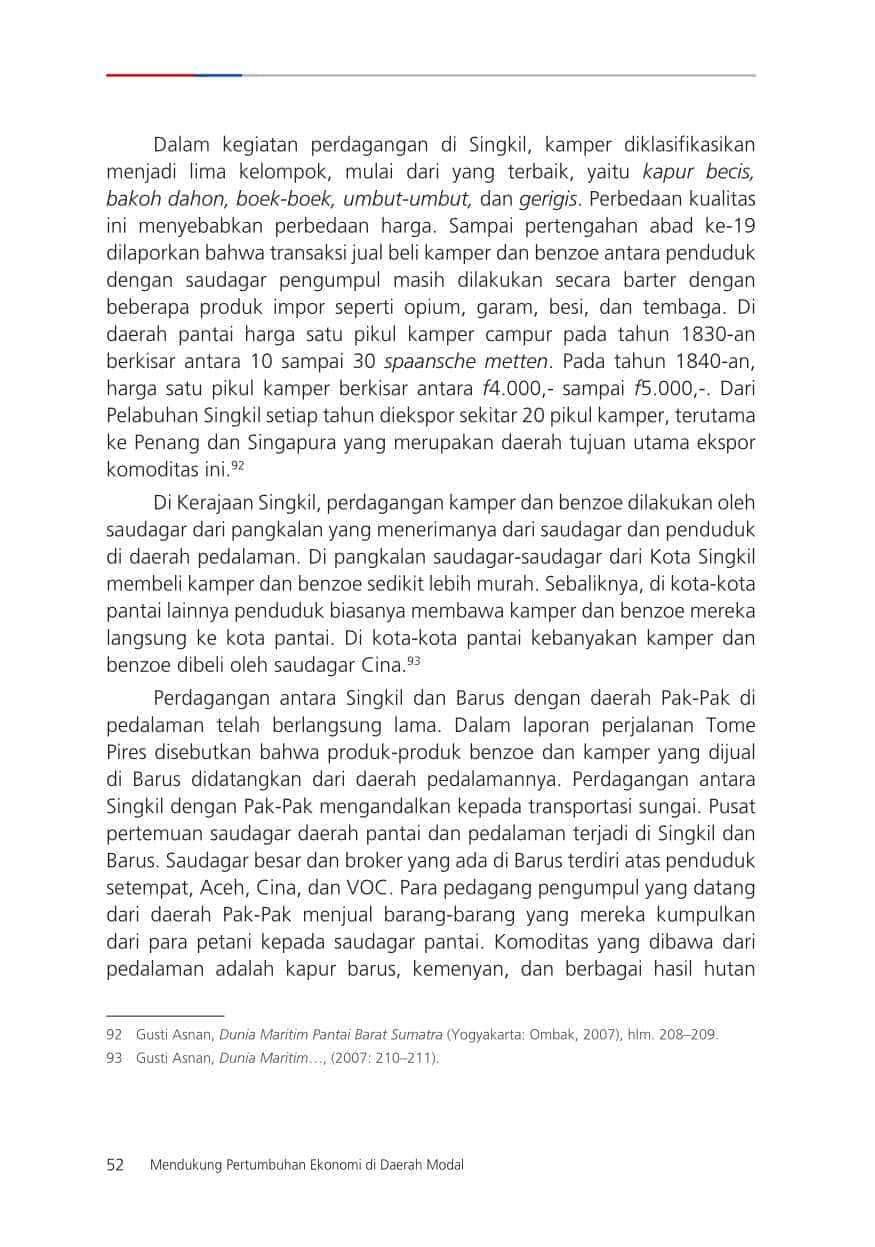 Dalam kegiatan perdagangan di Singkil, kamper diklasifikasikan
menjadi lima kelompok, mulai dari yang terbaik, yaitu kapur becis,
bakoh dahon, boek-boek, umbut-umbut, dan gerigis. Perbedaan kualitas
ini menyebabkan perbedaan harga. Sampai pertengahan abad ke-19
dilaporkan bahwa transaksi jual beli kamper dan benzoe antara penduduk
dengan saudagar pengumpul masih dilakukan secara barter dengan
beberapa produk impor seperti opium, garam, besi, dan tembaga. Di
daerah pantai harga satu pikul kamper campur pada tahun 1830-an
berkisar antara 10 sampai 30 spaansche metten. Pada tahun 1840-an,
harga satu pikul kamper berkisar antara f4.000,- sampai f5.000,-. Dari
Pelabuhan Singkil setiap tahun diekspor sekitar 20 pikul kamper, terutama
ke Penang dan Singapura yang merupakan daerah tujuan utama ekspor
komoditas ini.92
Di Kerajaan Singkil, perdagangan kamper dan benzoe dilakukan oleh
saudagar dari pangkalan yang menerimanya dari saudagar dan penduduk
di daerah pedalaman. Di pangkalan saudagar-saudagar dari Kota Singkil
membeli kamper dan benzoe sedikit lebih murah. Sebaliknya, di kota-kota
pantai lainnya penduduk biasanya membawa kamper dan benzoe mereka
langsung ke kota pantai. Di kota-kota pantai kebanyakan kamper dan
benzoe dibeli oleh saudagar Cina.93
Perdagangan antara Singkil dan Barus dengan daerah Pak-Pak di
pedalaman telah berlangsung lama. Dalam laporan perjalanan Tome
Pires disebutkan bahwa produk-produk benzoe dan kamper yang dijual
di Barus didatangkan dari daerah pedalamannya. Perdagangan antara
Singkil dengan Pak-Pak mengandalkan kepada transportasi sungai. Pusat
pertemuan saudagar daerah pantai dan pedalaman terjadi di Singkil dan
Barus. Saudagar besar dan broker yang ada di Barus terdiri atas penduduk
setempat, Aceh, Cina, dan VOC. Para pedagang pengumpul yang datang
dari daerah Pak-Pak menjual barang-barang yang mereka kumpulkan
dari para petani kepada saudagar pantai. Komoditas yang dibawa dari
pedalaman adalah kapur barus, kemenyan, dan berbagai hasil hutan
92 Gusti Asnan, Dunia Maritim Pantai Barat Sumatra (Yogyakarta: Ombak, 2007), hlm. 208–209.
93 Gusti Asnan, Dunia Maritim…, (2007: 210–211).
52 Mendukung Pertumbuhan Ekonomi di Daerah Modal